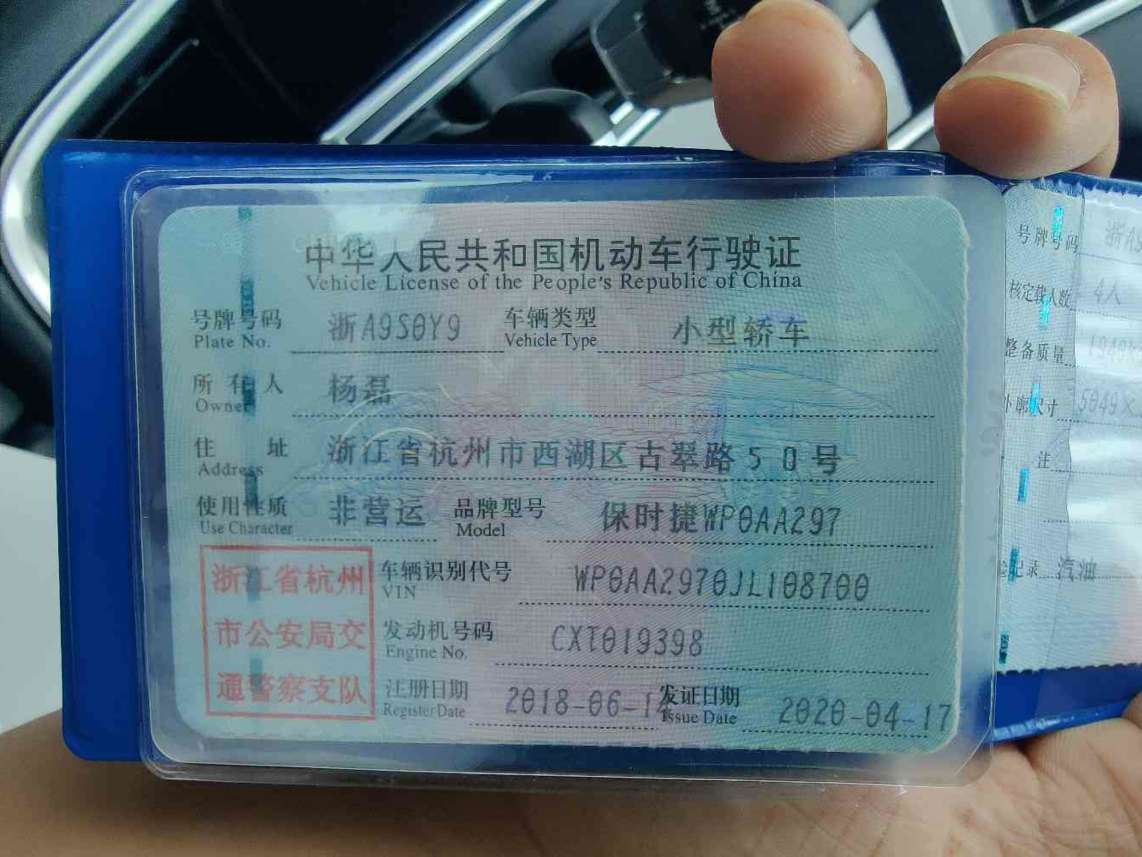 中华人民共和国机动车行驶证
Vehicle License of the People's Republic of China
号牌号码 浙A9S0Y9 车辆类型 小型轿车
Plate No. Vehicle Type
所有人 杨磊
Owner
住址 浙江省杭州市西湖区古翠路50号
Address
使用性质 非营运 品牌型号 保时捷WP0AA297
Use Character Model
浙江省杭州
市公安局交
通警察支队
车辆识别代号 WP0AA2970JL108700
VIN
发动机号码 CXT019398
Engine No.
注册日期 2018-06-14 发证日期 2020-04-17
Register Date Issue Date
号牌号码 浙
核定载人数 4人
整备质量
外廓尺寸 5049×
注
记录 汽油